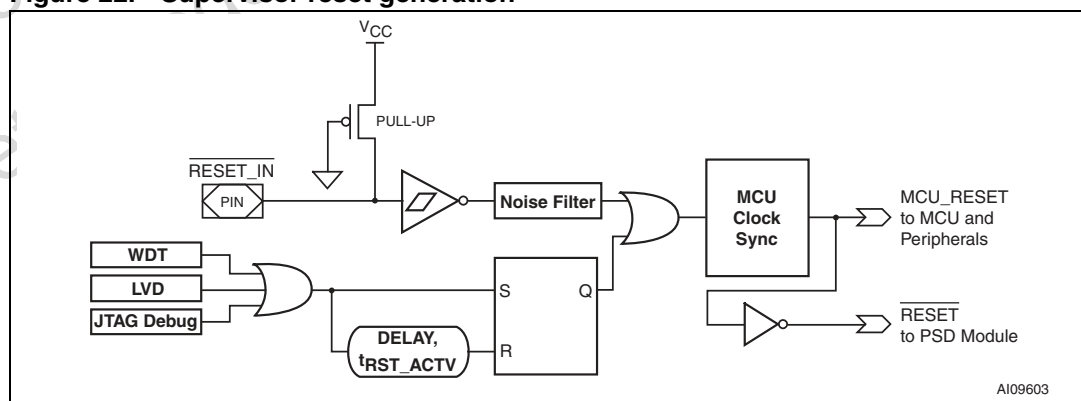 Figure 22. Supervisor reset generation
VCC
PULL-UP
RESET_IN
PIN
Noise Filter
MCU
Clock
Sync
MCU_RESET
to MCU and
Peripherals
WDT
LVD
JTAG Debug
S
Q
R
DELAY,
tRST_ACTV
RESET
to PSD Module
AI09603